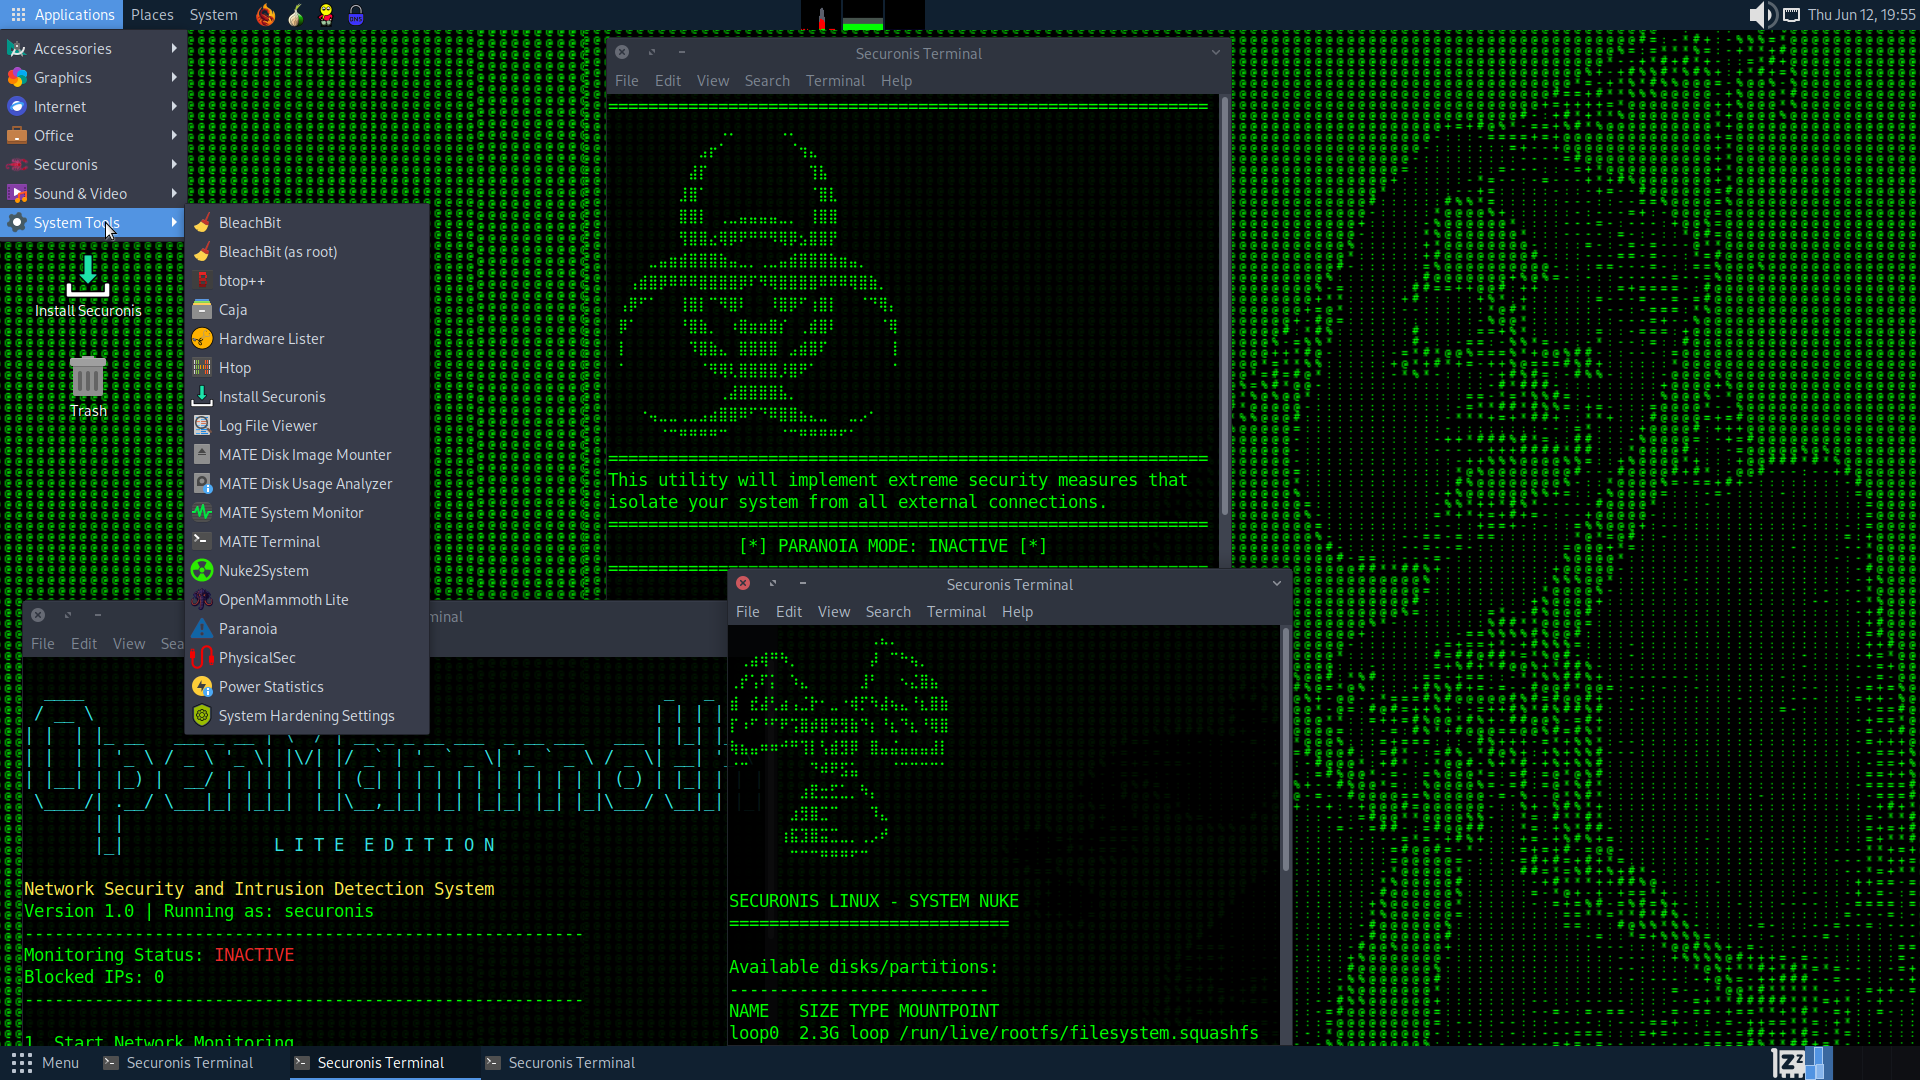 Applications Places System
Thu Jun 12, 19:55
Accessories
Graphics
Internet
Office
Securonis
Sound & Video
System Tools
BleachBit
BleachBit (as root)
btop++
Caja
Hardware Lister
Htop
Install Securonis
Log File Viewer
MATE Disk Image Mounter
MATE Disk Usage Analyzer
MATE System Monitor
MATE Terminal
Nuke2System
OpenMammoth Lite
Paranoia
PhysicalSec
Power Statistics
System Hardening Settings
Install Securonis
Trash
Securonis Terminal
File Edit View Search Terminal Help
This utility will implement extreme security measures that
isolate your system from all external connections.
[*] PARANOIA MODE: INACTIVE [*]
minal
File Edit View Sea
LITE EDITION
Network Security and Intrusion Detection System
Version 1.0 | Running as: securonis
Monitoring Status: INACTIVE
Blocked IPs: 0
1. Start Network Monitoring
Securonis Terminal
File Edit View Search Terminal Help
SECURONIS LINUX - SYSTEM NUKE
Available disks/partitions:
NAME SIZE TYPE MOUNTPOINT
loop0 2.3G loop /run/live/rootfs/filesystem.squashfs
Menu Securonis Terminal Securonis Terminal Securonis Terminal